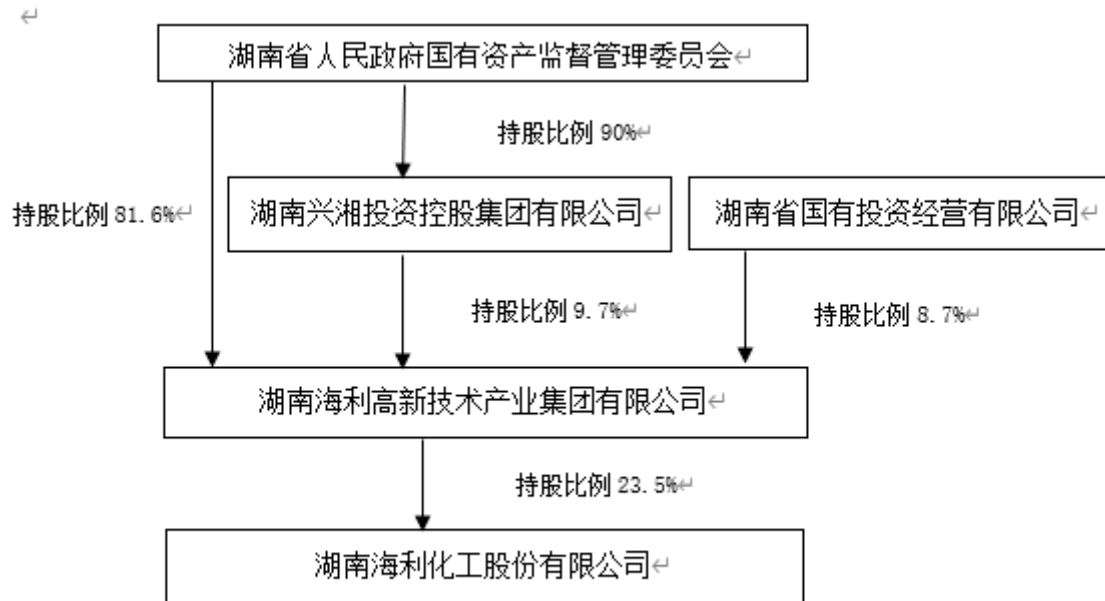 湖南省人民政府国有资产监督管理委员会
持股比例 90%
持股比例 81.6%
湖南兴湘投资控股集团有限公司
湖南省国有投资经营有限公司
持股比例 9.7%
持股比例 8.7%
湖南海利高新技术产业集团有限公司
持股比例 23.5%
湖南海利化工股份有限公司